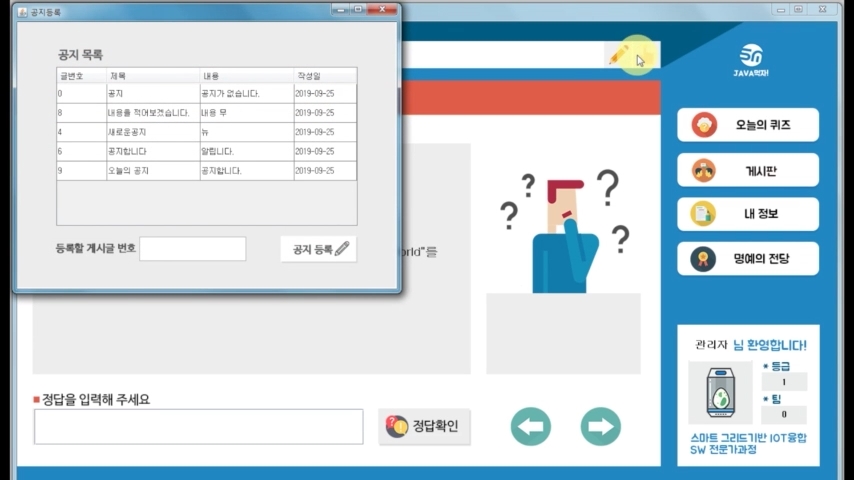 공지등록
공지 목록
글번호 제목 내용 작성일
0 공지 공지가 없습니다. 2019-09-25
8 내용을 적어보겠습니다. 내용 무 2019-09-25
4 새로운공지 뉴 2019-09-25
6 공지합니다 알립니다. 2019-09-25
9 오늘의 공지 공지합니다. 2019-09-25
등록할 게시글 번호
공지 등록
orld"를
? ? ? ?
정답을 입력해 주세요
정답확인
JAVA먹자!
오늘의 퀴즈
게시판
내 정보
명예의 전당
관리자 님 환영합니다!
* 등급
1
* 팀
0
스마트 그리드기반 IOT융합
SW 전문가과정